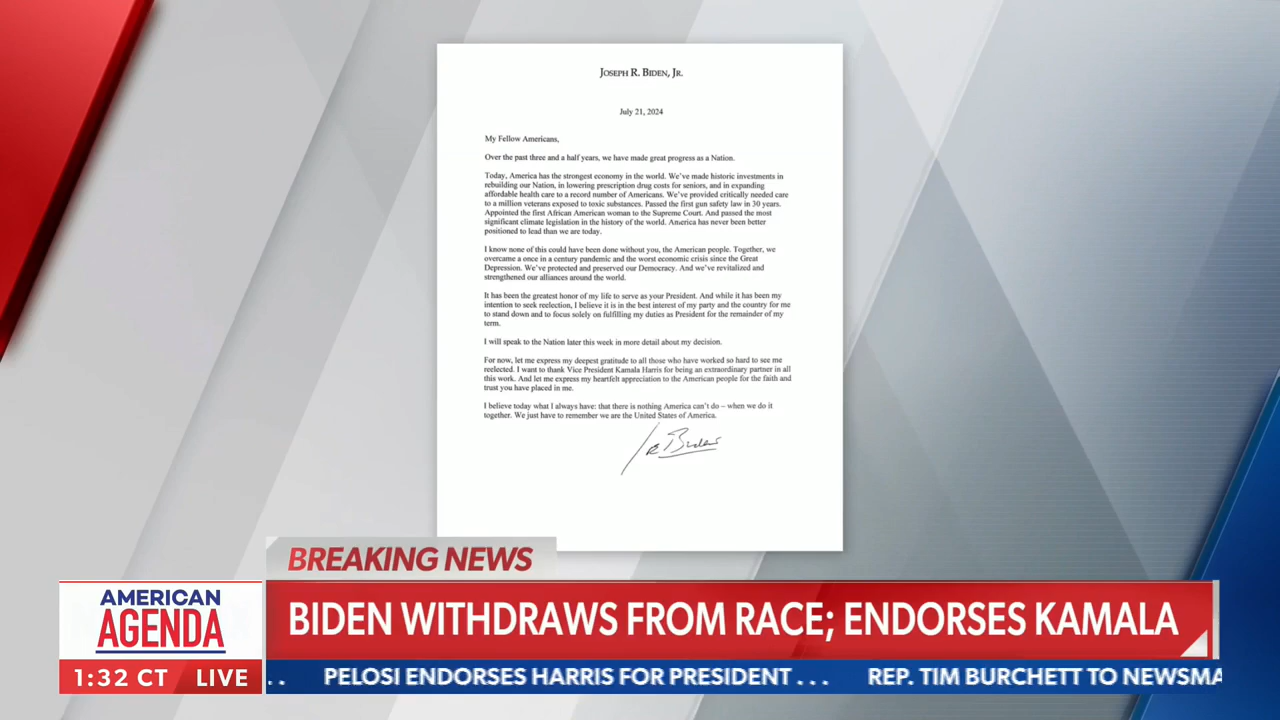 JOSEPH R. BIDEN, JR.
July 21, 2024
My Fellow Americans,
Over the past three and a half years, we have made great progress as a Nation.
Today, America has the strongest economy in the world. We've made historic investments in
rebuilding our Nation, in lowering prescription drug costs for seniors, and in expanding
affordable health care to a record number of Americans. We've provided critically needed care
to a million veterans exposed to toxic substances. Passed the first gun safety law in 30 years.
Appointed the first African American woman to the Supreme Court. And passed the most
significant climate legislation in the history of the world. America has never been better
positioned to lead than we are today.
I know none of this could have been done without you, the American people. Together, we
overcame a once in a century pandemic and the worst economic crisis since the Great
Depression. We've protected and preserved our Democracy. And we've revitalized and
strengthened our alliances around the world.
It has been the greatest honor of my life to serve as your President. And while it has been my
intention to seek reelection, I believe it is in the best interest of my party and the country for me
to stand down and to focus solely on fulfilling my duties as President for the remainder of my
term.
I will speak to the Nation later this week in more detail about my decision.
For now, let me express my deepest gratitude to all those who have worked so hard to see me
reelected. I want to thank Vice President Kamala Harris for being an extraordinary partner in all
this work. And let me express my heartfelt appreciation to the American people for the faith and
trust you have placed in me.
I believe today what I always have: that there is nothing America can't do – when we do it
together. We just have to remember we are the United States of America.
Joe Biden
BREAKING NEWS
AMERICAN
AGENDA
BIDEN WITHDRAWS FROM RACE; ENDORSES KAMALA
1:32 CT LIVE
. . PELOSI ENDORSES HARRIS FOR PRESIDENT . . . REP. TIM BURCHETT TO NEWSMA